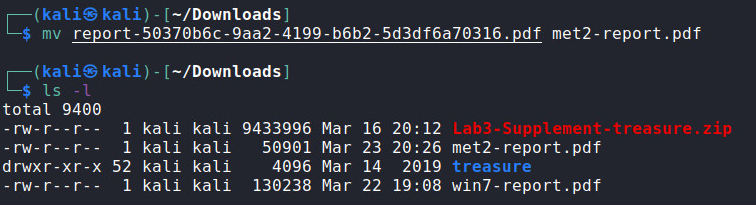 ┌──(kali㉿kali)-[~/Downloads]
└─$ mv report-50370b6c-9aa2-4199-b6b2-5d3df6a70316.pdf met2-report.pdf
┌──(kali㉿kali)-[~/Downloads]
└─$ ls -l
total 9400
-rw-r--r--  1 kali kali 9433996 Mar 16 20:12 Lab3-Supplement-treasure.zip
-rw-r--r--  1 kali kali   50901 Mar 23 20:26 met2-report.pdf
drwxr-xr-x 52 kali kali    4096 Mar 14  2019 treasure
-rw-r--r--  1 kali kali  130238 Mar 22 19:08 win7-report.pdf